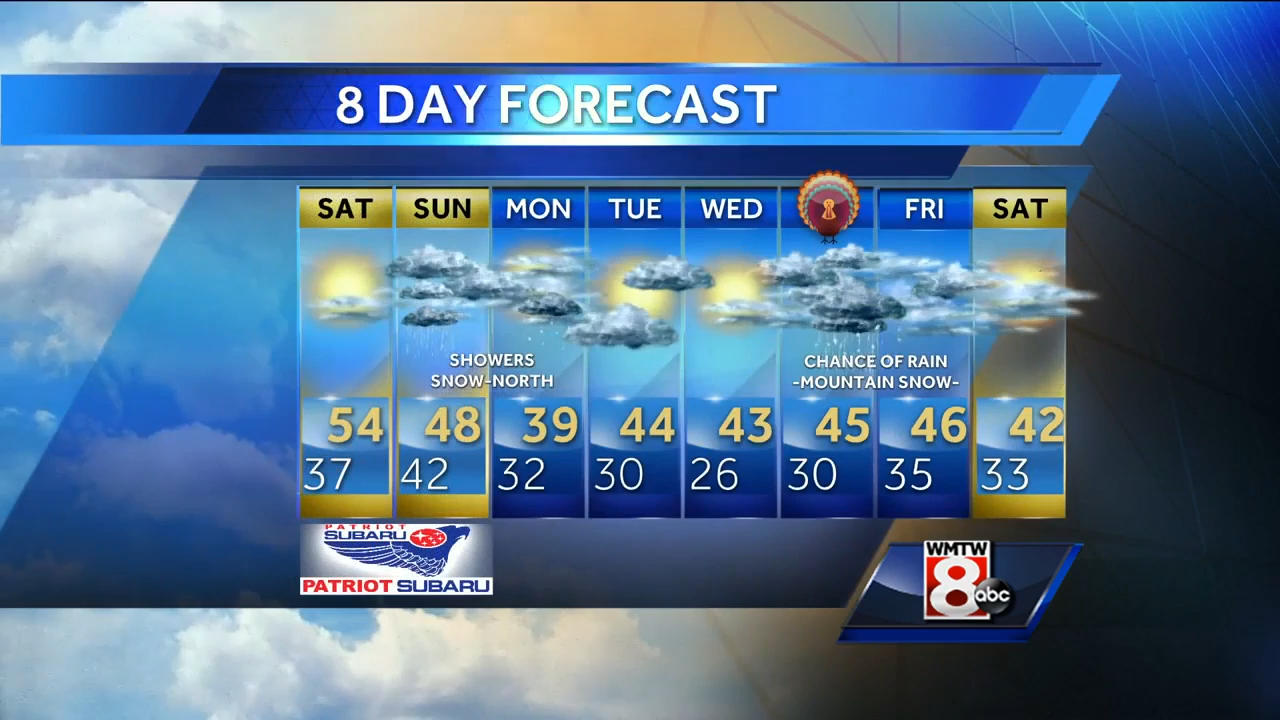 8 DAY FORECAST
SAT SUN MON TUE WED FRI SAT
SHOWERS
SNOW-NORTH
CHANCE OF RAIN
-MOUNTAIN SNOW-
54 48 39 44 43 45 46 42
37 42 32 30 26 30 35 33
PATRIOT
SUBARU
PATRIOT SUBARU
WMTW
8
abc